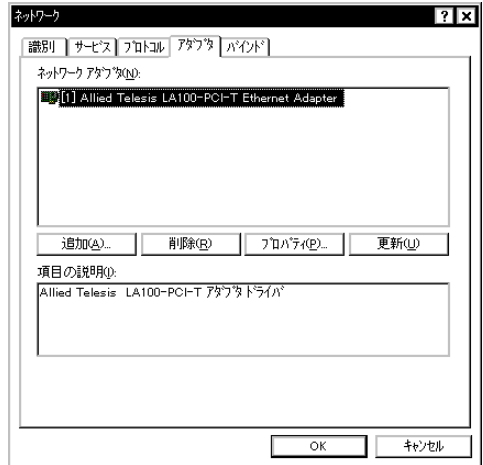 ﾈｯﾄﾜｰｸ
識別 ｻｰﾋﾞｽ ﾌﾟﾛﾄｺﾙ ｱﾀﾞﾌﾟﾀ ﾊﾞｲﾝﾄﾞ
ﾈｯﾄﾜｰｸ ｱﾀﾞﾌﾟﾀ(N):
[1] Allied Telesis LA100-PCI-T Ethernet Adapter
追加(A)... 削除(R) ﾌﾟﾛﾊﾟﾃｨ(P)... 更新(U)
項目の説明(I):
Allied Telesis LA100-PCI-T ｱﾀﾞﾌﾟﾀ ﾄﾞﾗｲﾊﾞ
OK ｷｬﾝｾﾙ